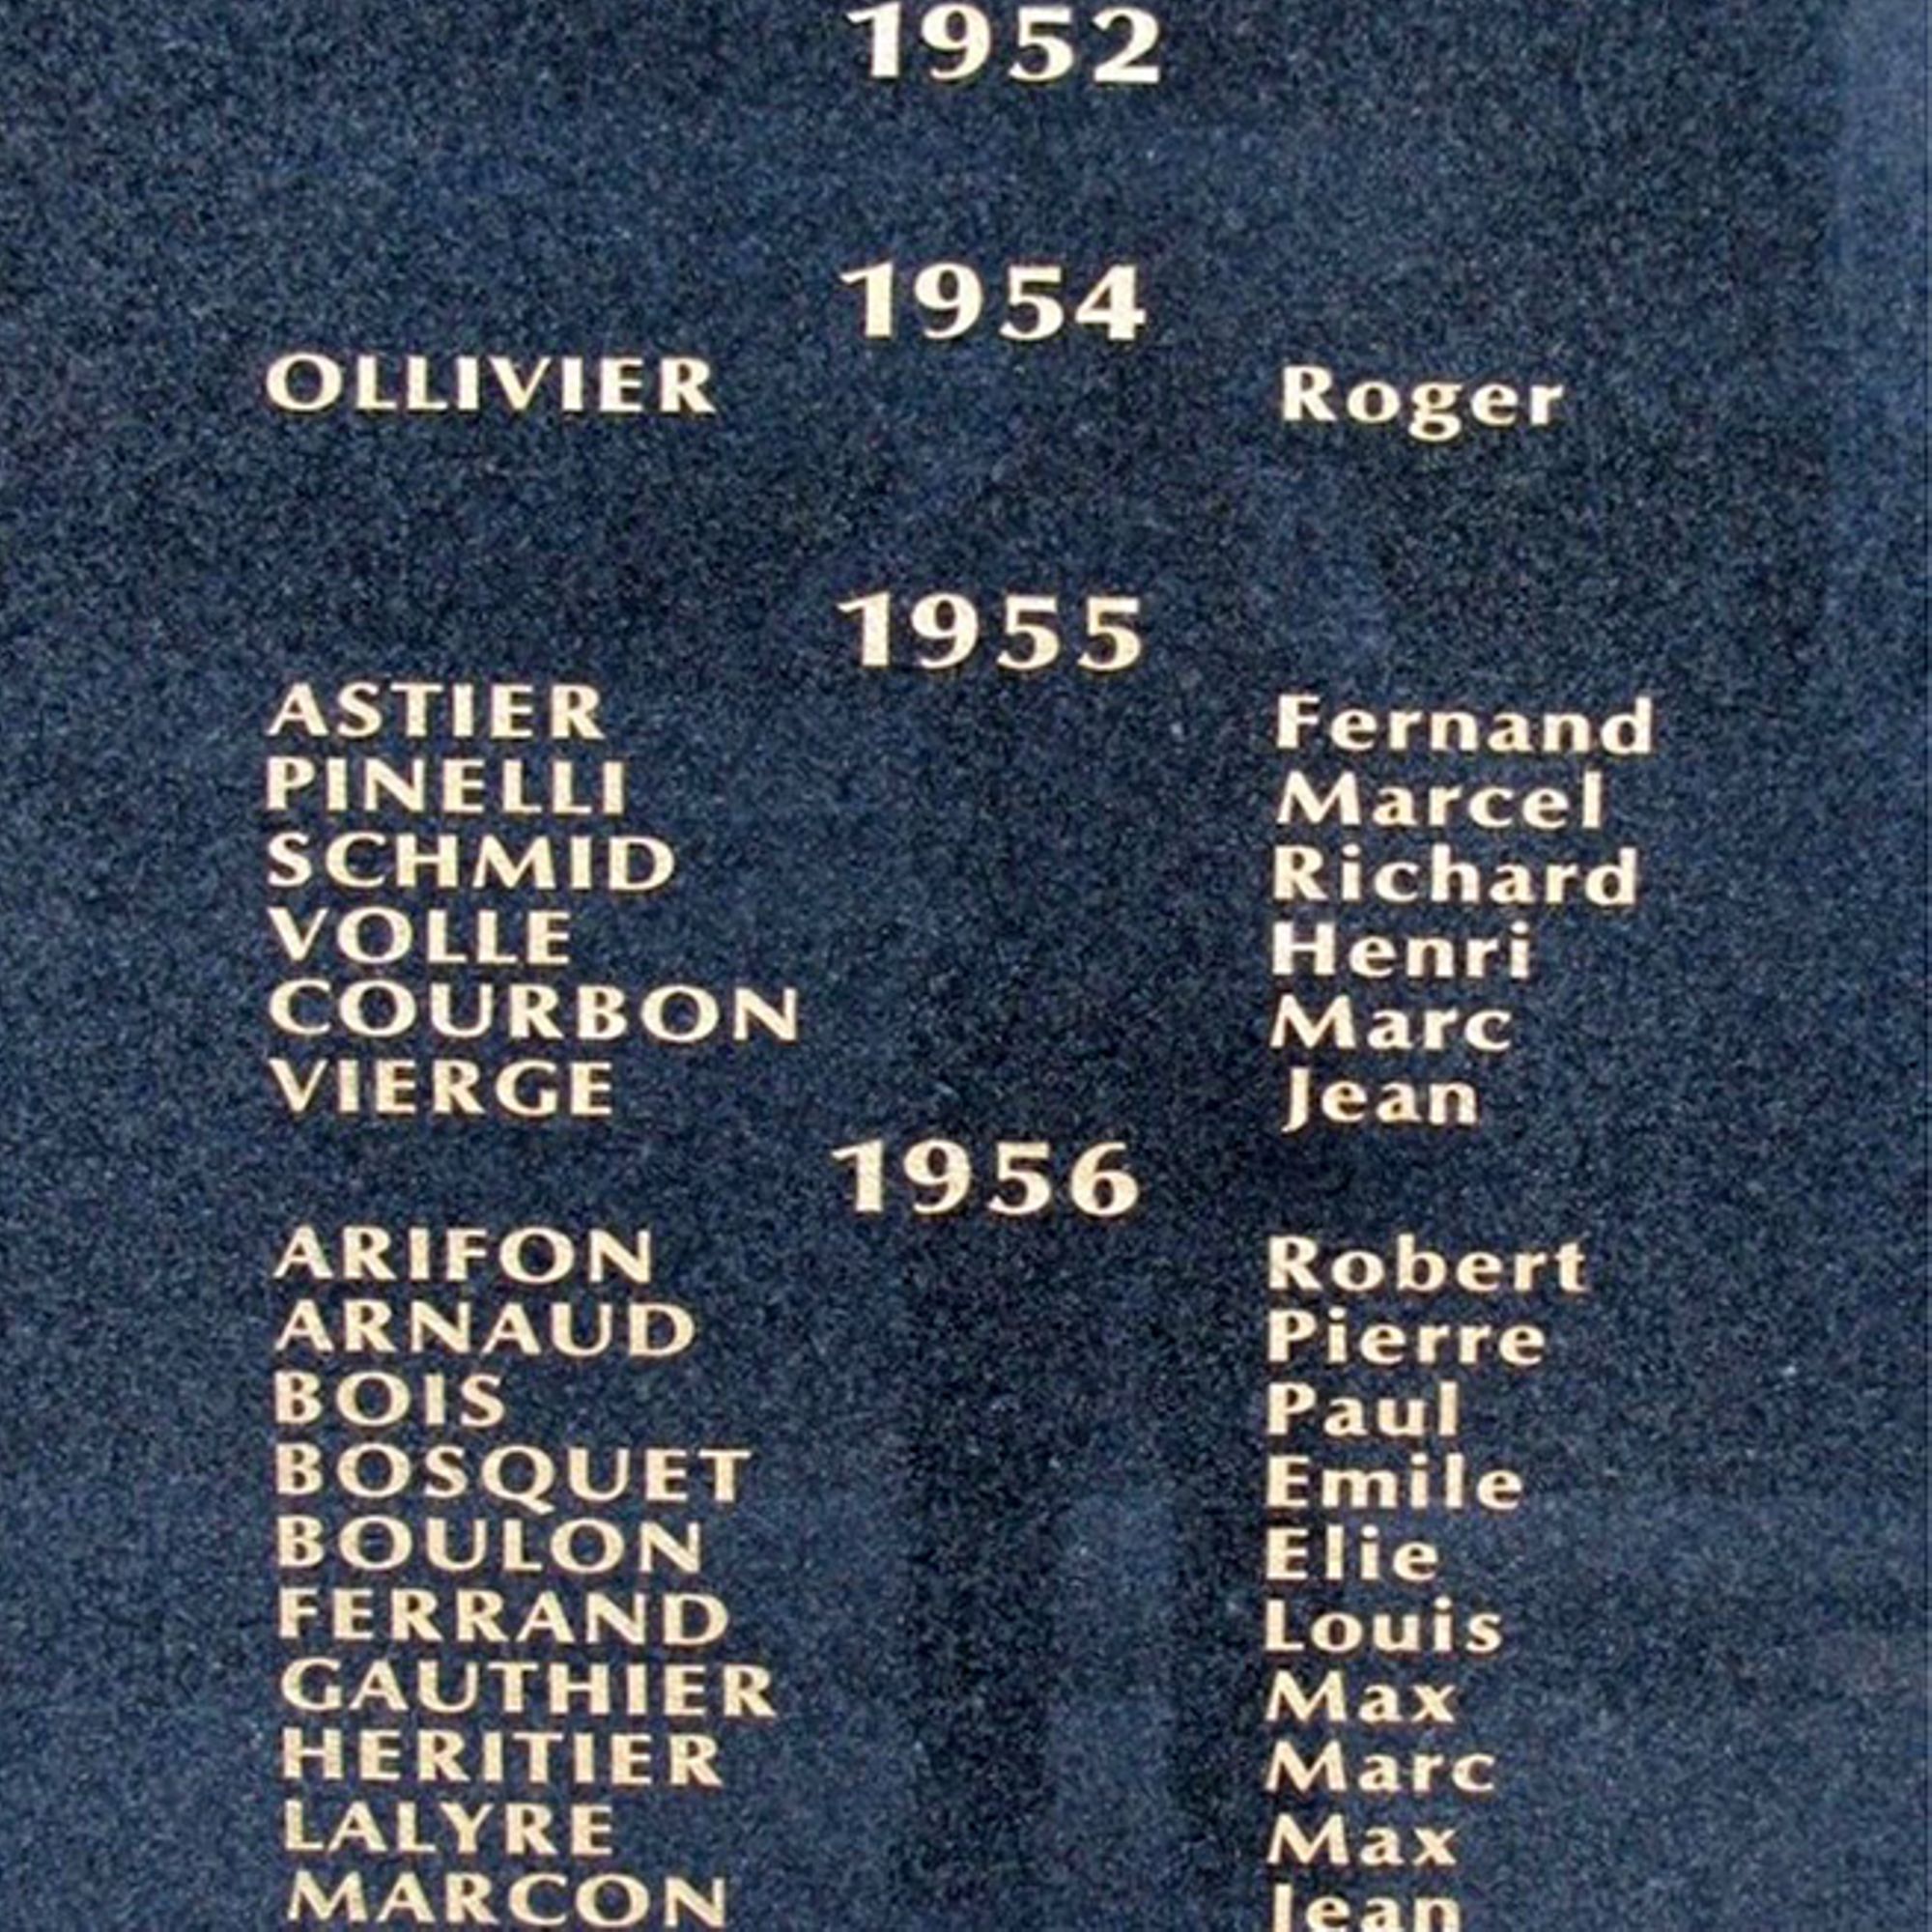 1952
1954
OLLIVIER Roger
1955
ASTIER Fernand
PINELLI Marcel
SCHMID Richard
VOLLE Henri
COURBON Marc
VIERGE Jean
1956
ARIFON Robert
ARNAUD Pierre
BOIS Paul
BOSQUET Emile
BOULON Elie
FERRAND Louis
GAUTHIER Max
HERITIER Marc
LALYRE Max
MARCON Jean